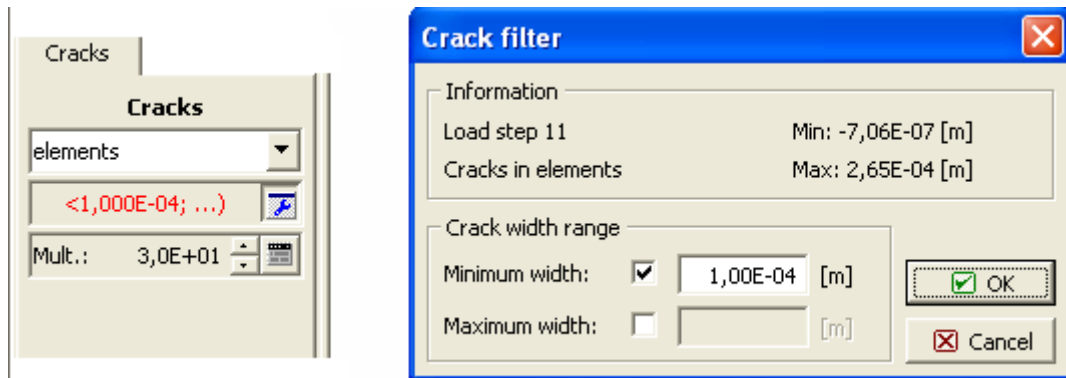 Cracks
Cracks
elements
<1,000E-04; ...)
Mult.: 3,0E+01
Crack filter
Information
Load step 11 Min: -7,06E-07 [m]
Cracks in elements Max: 2,65E-04 [m]
Crack width range
Minimum width: 1,00E-04 [m]
Maximum width: [m]
OK
Cancel